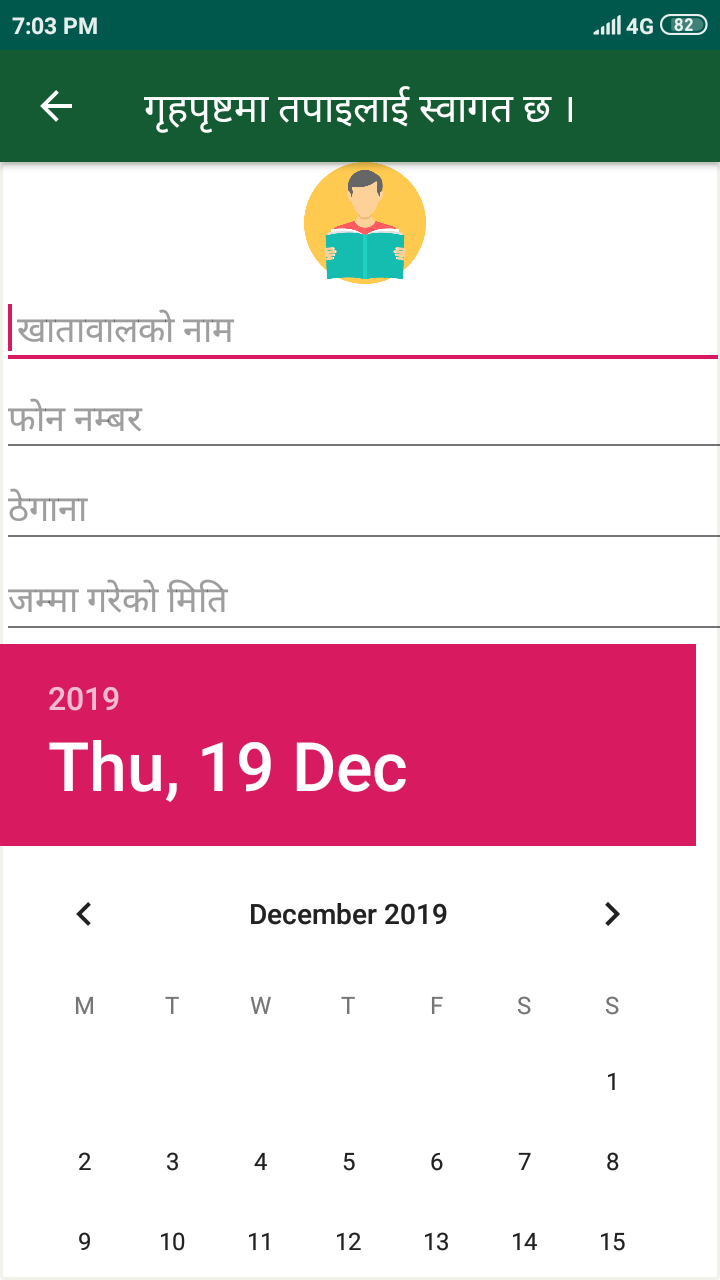 7:03 PM 4G 82
गृहपृष्टमा तपाइलाई स्वागत छ ।
खातावालको नाम
फोन नम्बर
ठेगाना
जम्मा गरेको मिति
2019
Thu, 19 Dec
December 2019
M T W T F S S
1
2 3 4 5 6 7 8
9 10 11 12 13 14 15